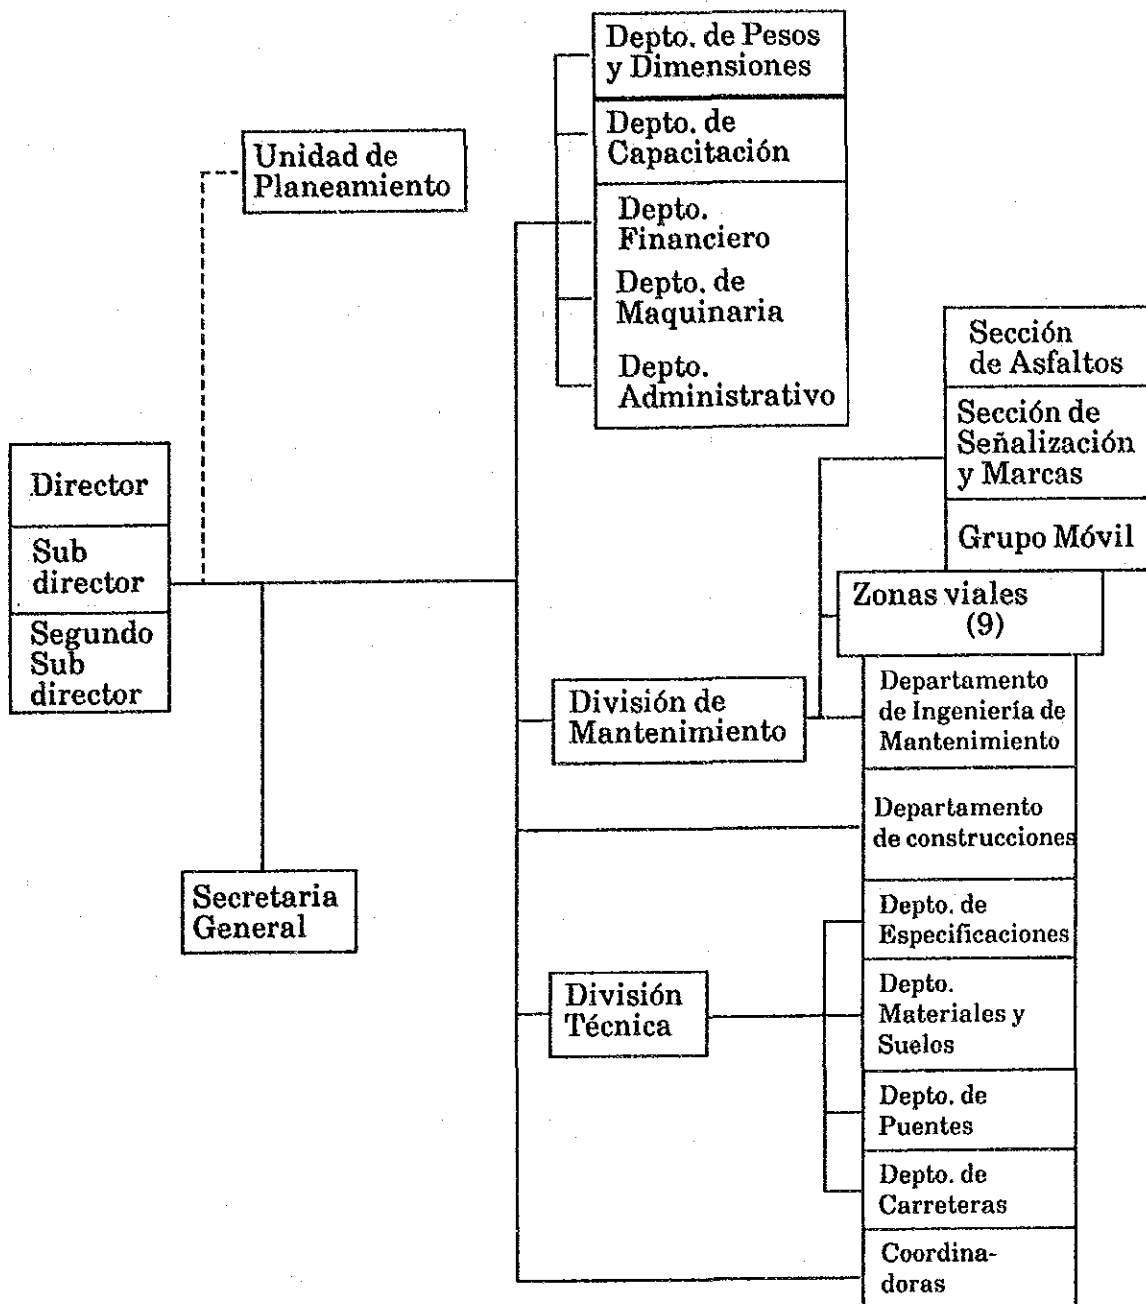 Depto. de Pesos
y Dimensiones
Depto. de
Capacitación
Depto.
Financiero
Depto. de
Maquinaria
Depto.
Administrativo
Unidad de
Planeamiento
Director
Sub
director
Segundo
Sub
director
Secretaria
General
Sección
de Asfaltos
Sección de
Señalización
y Marcas
Grupo Móvil
Zonas viales
(9)
División de
Mantenimiento
Departamento
de Ingeniería de
Mantenimiento
Departamento
de construcciones
División
Técnica
Depto. de
Especificaciones
Depto.
Materiales y
Suelos
Depto. de
Puentes
Depto. de
Carreteras
Coordina-
doras